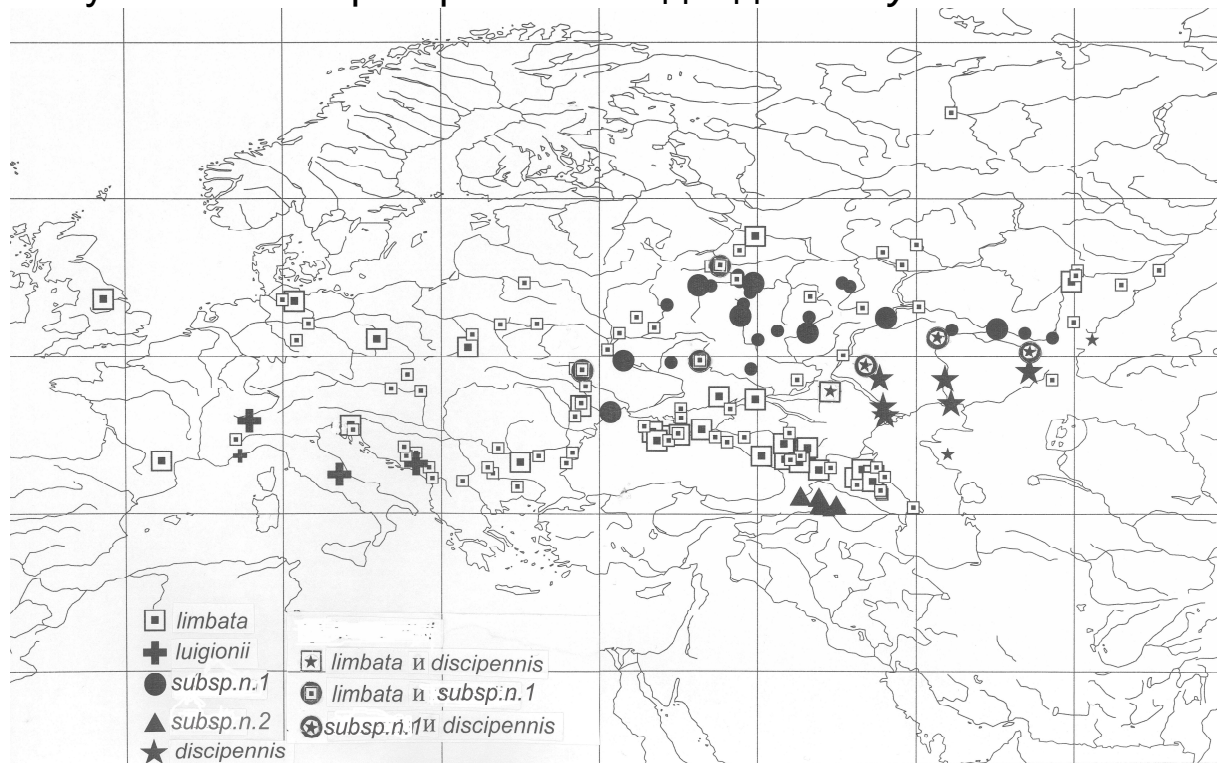 limbata
luigionii
subsp.n.1
subsp.n.2
discipennis
limbata и discipennis
limbata и subsp.n.1
subsp.n.1 и discipennis